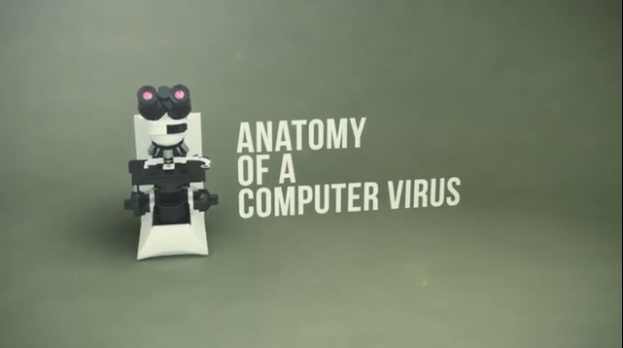 ANATOMY
OF A
COMPUTER VIRUS